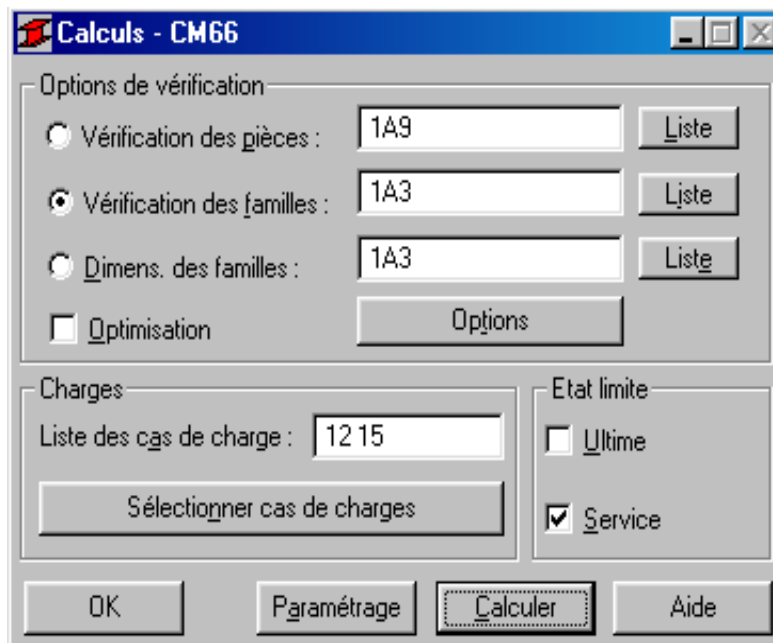 Calculs - CM66
Options de vérification
Vérification des pièces : 1A9 Liste
Vérification des familles : 1A3 Liste
Dimens. des familles : 1A3 Liste
Optimisation Options
Charges
Liste des cas de charge : 12 15
Sélectionner cas de charges
Etat limite
Ultime
Service
OK Paramétrage Calculer Aide